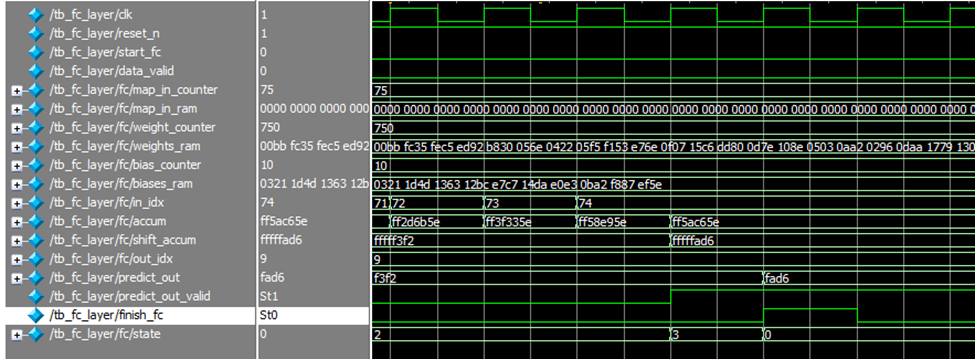 /tb_fc_layer/clk 1
/tb_fc_layer/reset_n 1
/tb_fc_layer/start_fc 0
/tb_fc_layer/data_valid 0
/tb_fc_layer/fc/map_in_counter 75 75
/tb_fc_layer/fc/map_in_ram 0000 0000 0000 000 0000 0000 0000 0000 0000 0000 0000 0000 0000 0000 0000 0000 0000 0000 0000 0000 0000 0000 000
/tb_fc_layer/fc/weight_counter 750 750
/tb_fc_layer/fc/weights_ram 00bb fc35 fec5 ed92 00bb fc35 fec5 ed92 b830 056e 0422 05f5 f153 e76e 0f07 15c6 dd80 0d7e 108e 0503 0aa2 0296 0daa 1779 130
/tb_fc_layer/fc/bias_counter 10 10
/tb_fc_layer/fc/biases_ram 0321 1d4d 1363 12bc 0321 1d4d 1363 12bc e7c7 14da e0e3 0ba2 f887 ef5e
/tb_fc_layer/fc/in_idx 74 71 72 73 74
/tb_fc_layer/fc/accum ff5ac65e ff2d6b5e ff3f335e ff58e95e ff5ac65e
/tb_fc_layer/fc/shift_accum fffffad6 fffff3f2 fffffad6
/tb_fc_layer/fc/out_idx 9 9
/tb_fc_layer/predict_out fad6 f3f2 fad6
/tb_fc_layer/predict_out_valid St1
/tb_fc_layer/finish_fc St0
/tb_fc_layer/fc/state 0 2 3 0